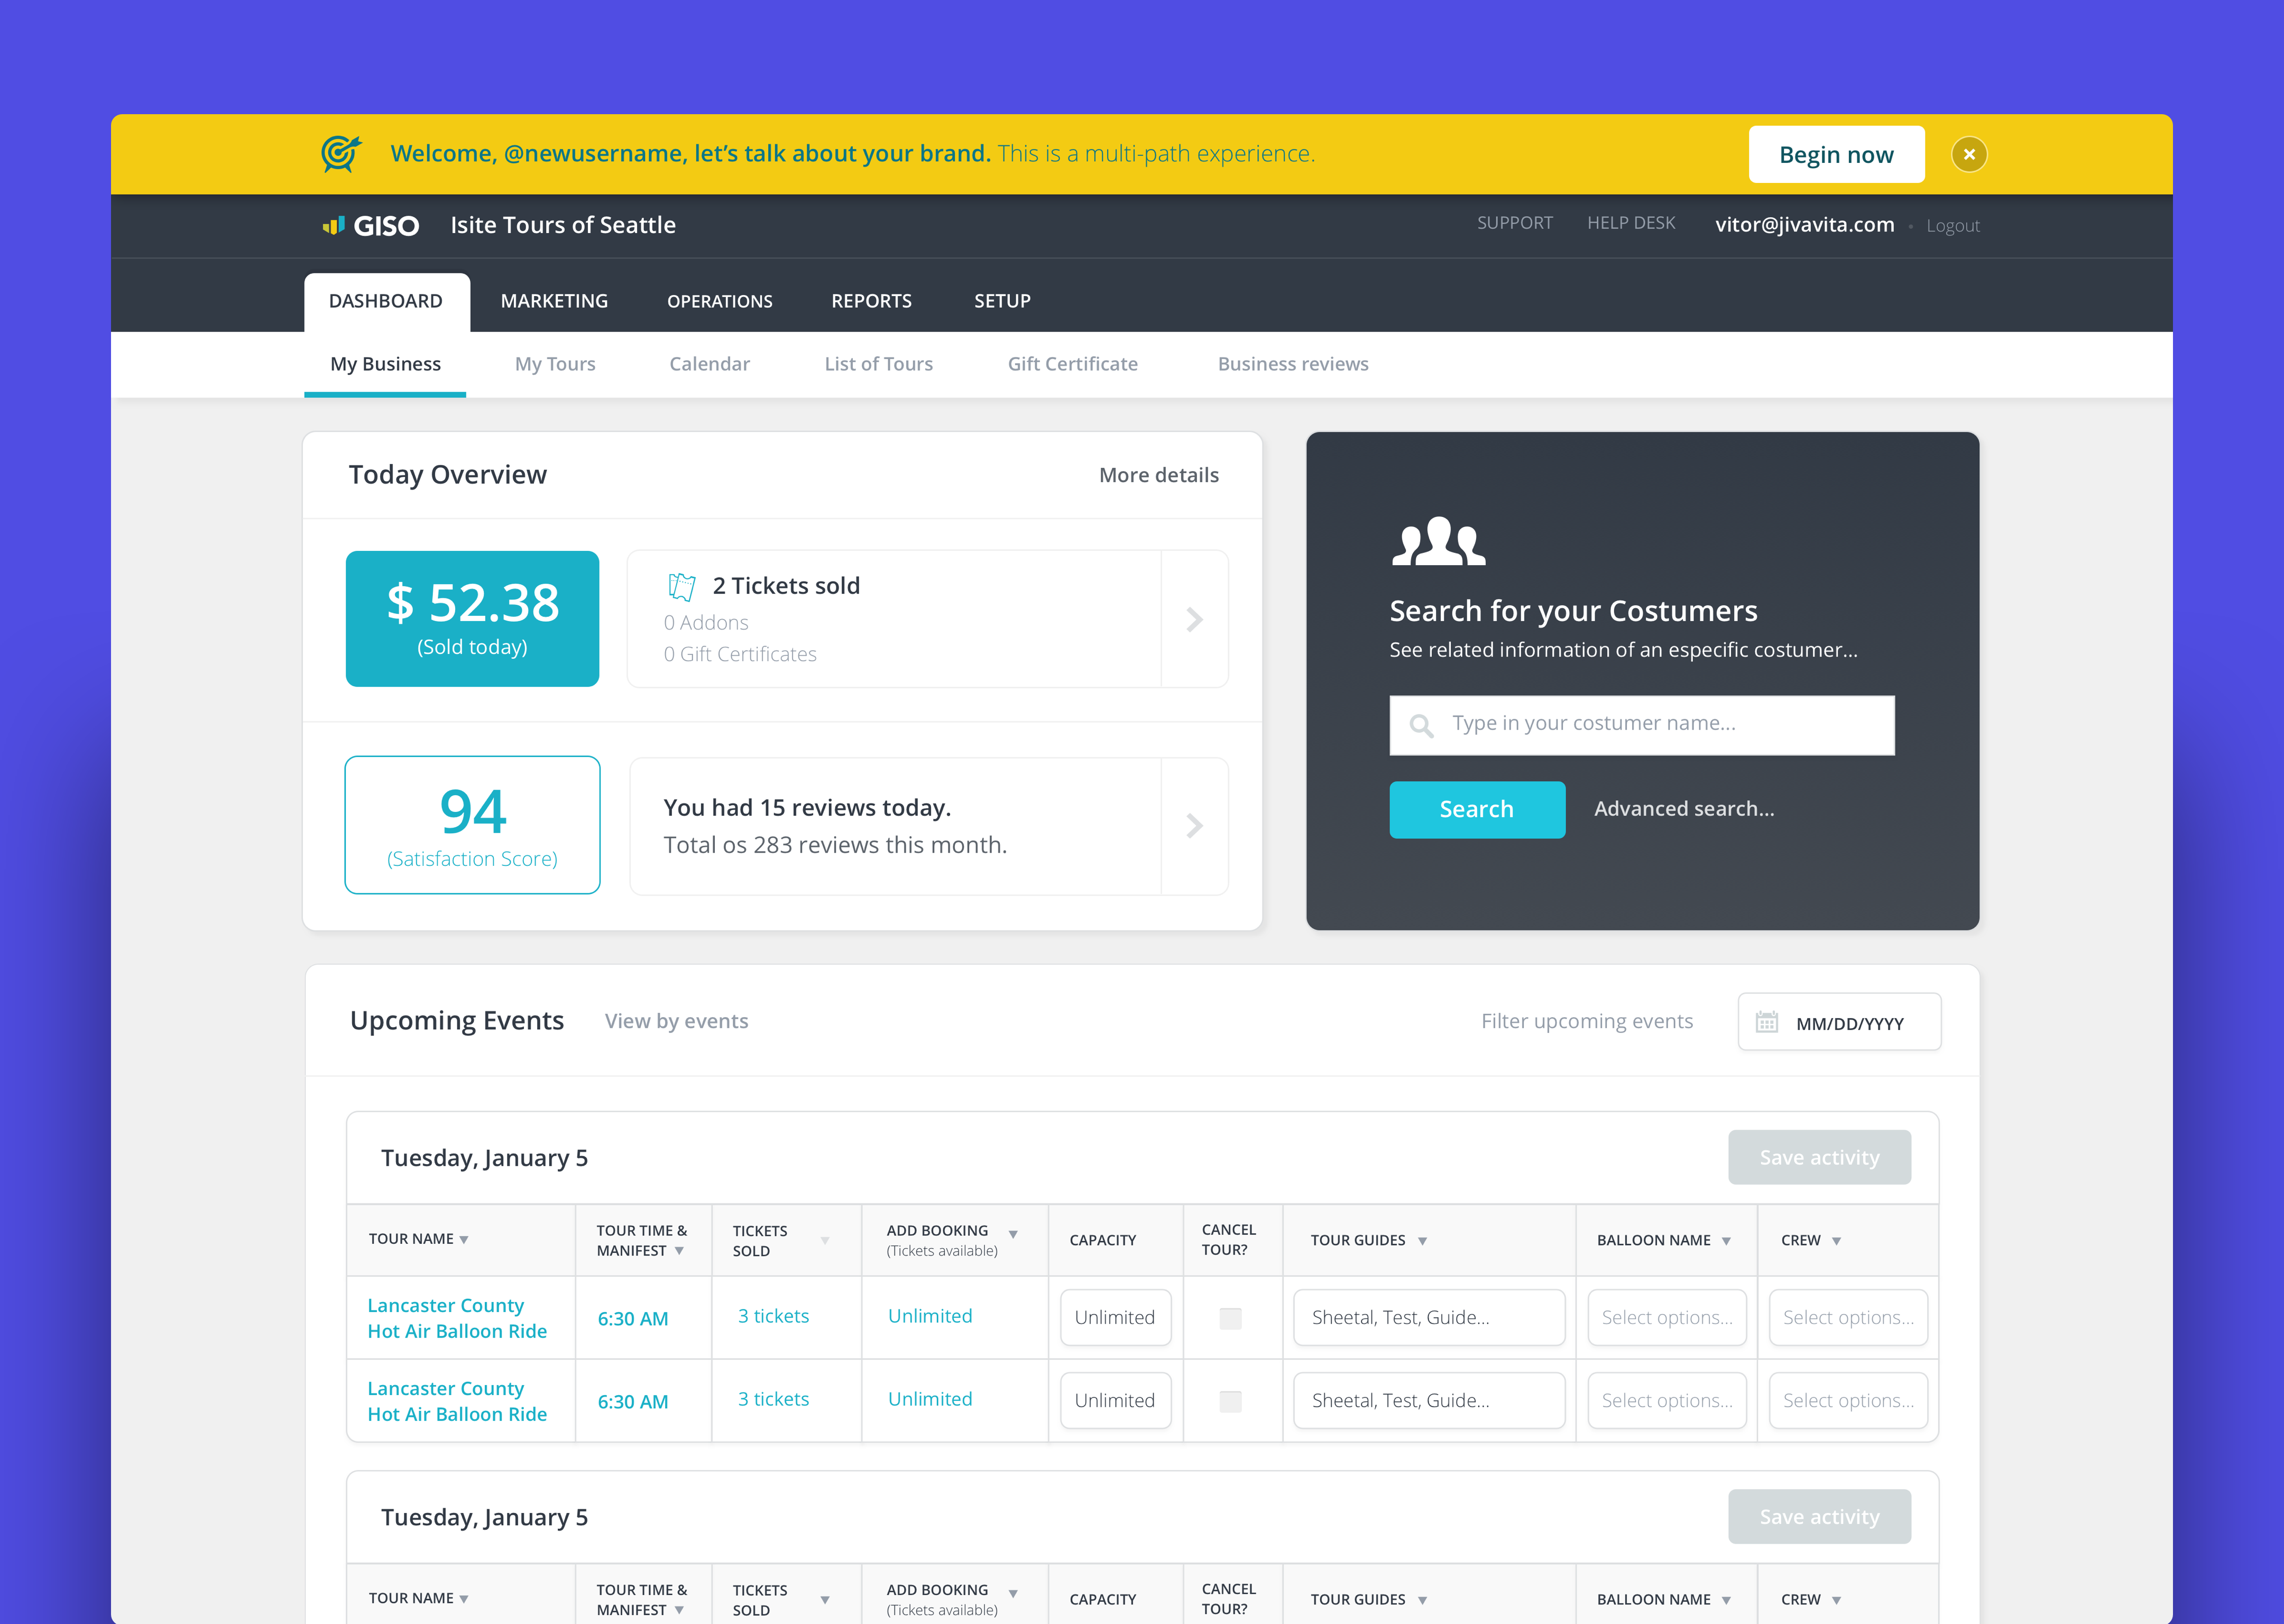 Welcome, @newusername, let's talk about your brand. This is a multi-path experience.
Begin now
GISO
Isite Tours of Seattle
SUPPORT
HELP DESK
vitor@jivavita.com
Logout
DASHBOARD
MARKETING
OPERATIONS
REPORTS
SETUP
My Business
My Tours
Calendar
List of Tours
Gift Certificate
Business reviews
Today Overview
More details
$ 52.38
(Sold today)
2 Tickets sold
0 Addons
0 Gift Certificates
94
(Satisfaction Score)
You had 15 reviews today.
Total os 283 reviews this month.
Search for your Costumers
See related information of an especific costumer...
Type in your costumer name...
Search
Advanced search...
Upcoming Events
View by events
Filter upcoming events
MM/DD/YYYY
Tuesday, January 5
Save activity
TOUR NAME
TOUR TIME &
MANIFEST
TICKETS
SOLD
ADD BOOKING
(Tickets available)
CAPACITY
CANCEL
TOUR?
TOUR GUIDES
BALLOON NAME
CREW
Lancaster County
Hot Air Balloon Ride
6:30 AM
3 tickets
Unlimited
Unlimited
Sheetal, Test, Guide...
Select options...
Select options...
Lancaster County
Hot Air Balloon Ride
6:30 AM
3 tickets
Unlimited
Unlimited
Sheetal, Test, Guide...
Select options...
Select options...
Tuesday, January 5
Save activity
TOUR NAME
TOUR TIME &
MANIFEST
TICKETS
SOLD
ADD BOOKING
(Tickets available)
CAPACITY
CANCEL
TOUR?
TOUR GUIDES
BALLOON NAME
CREW